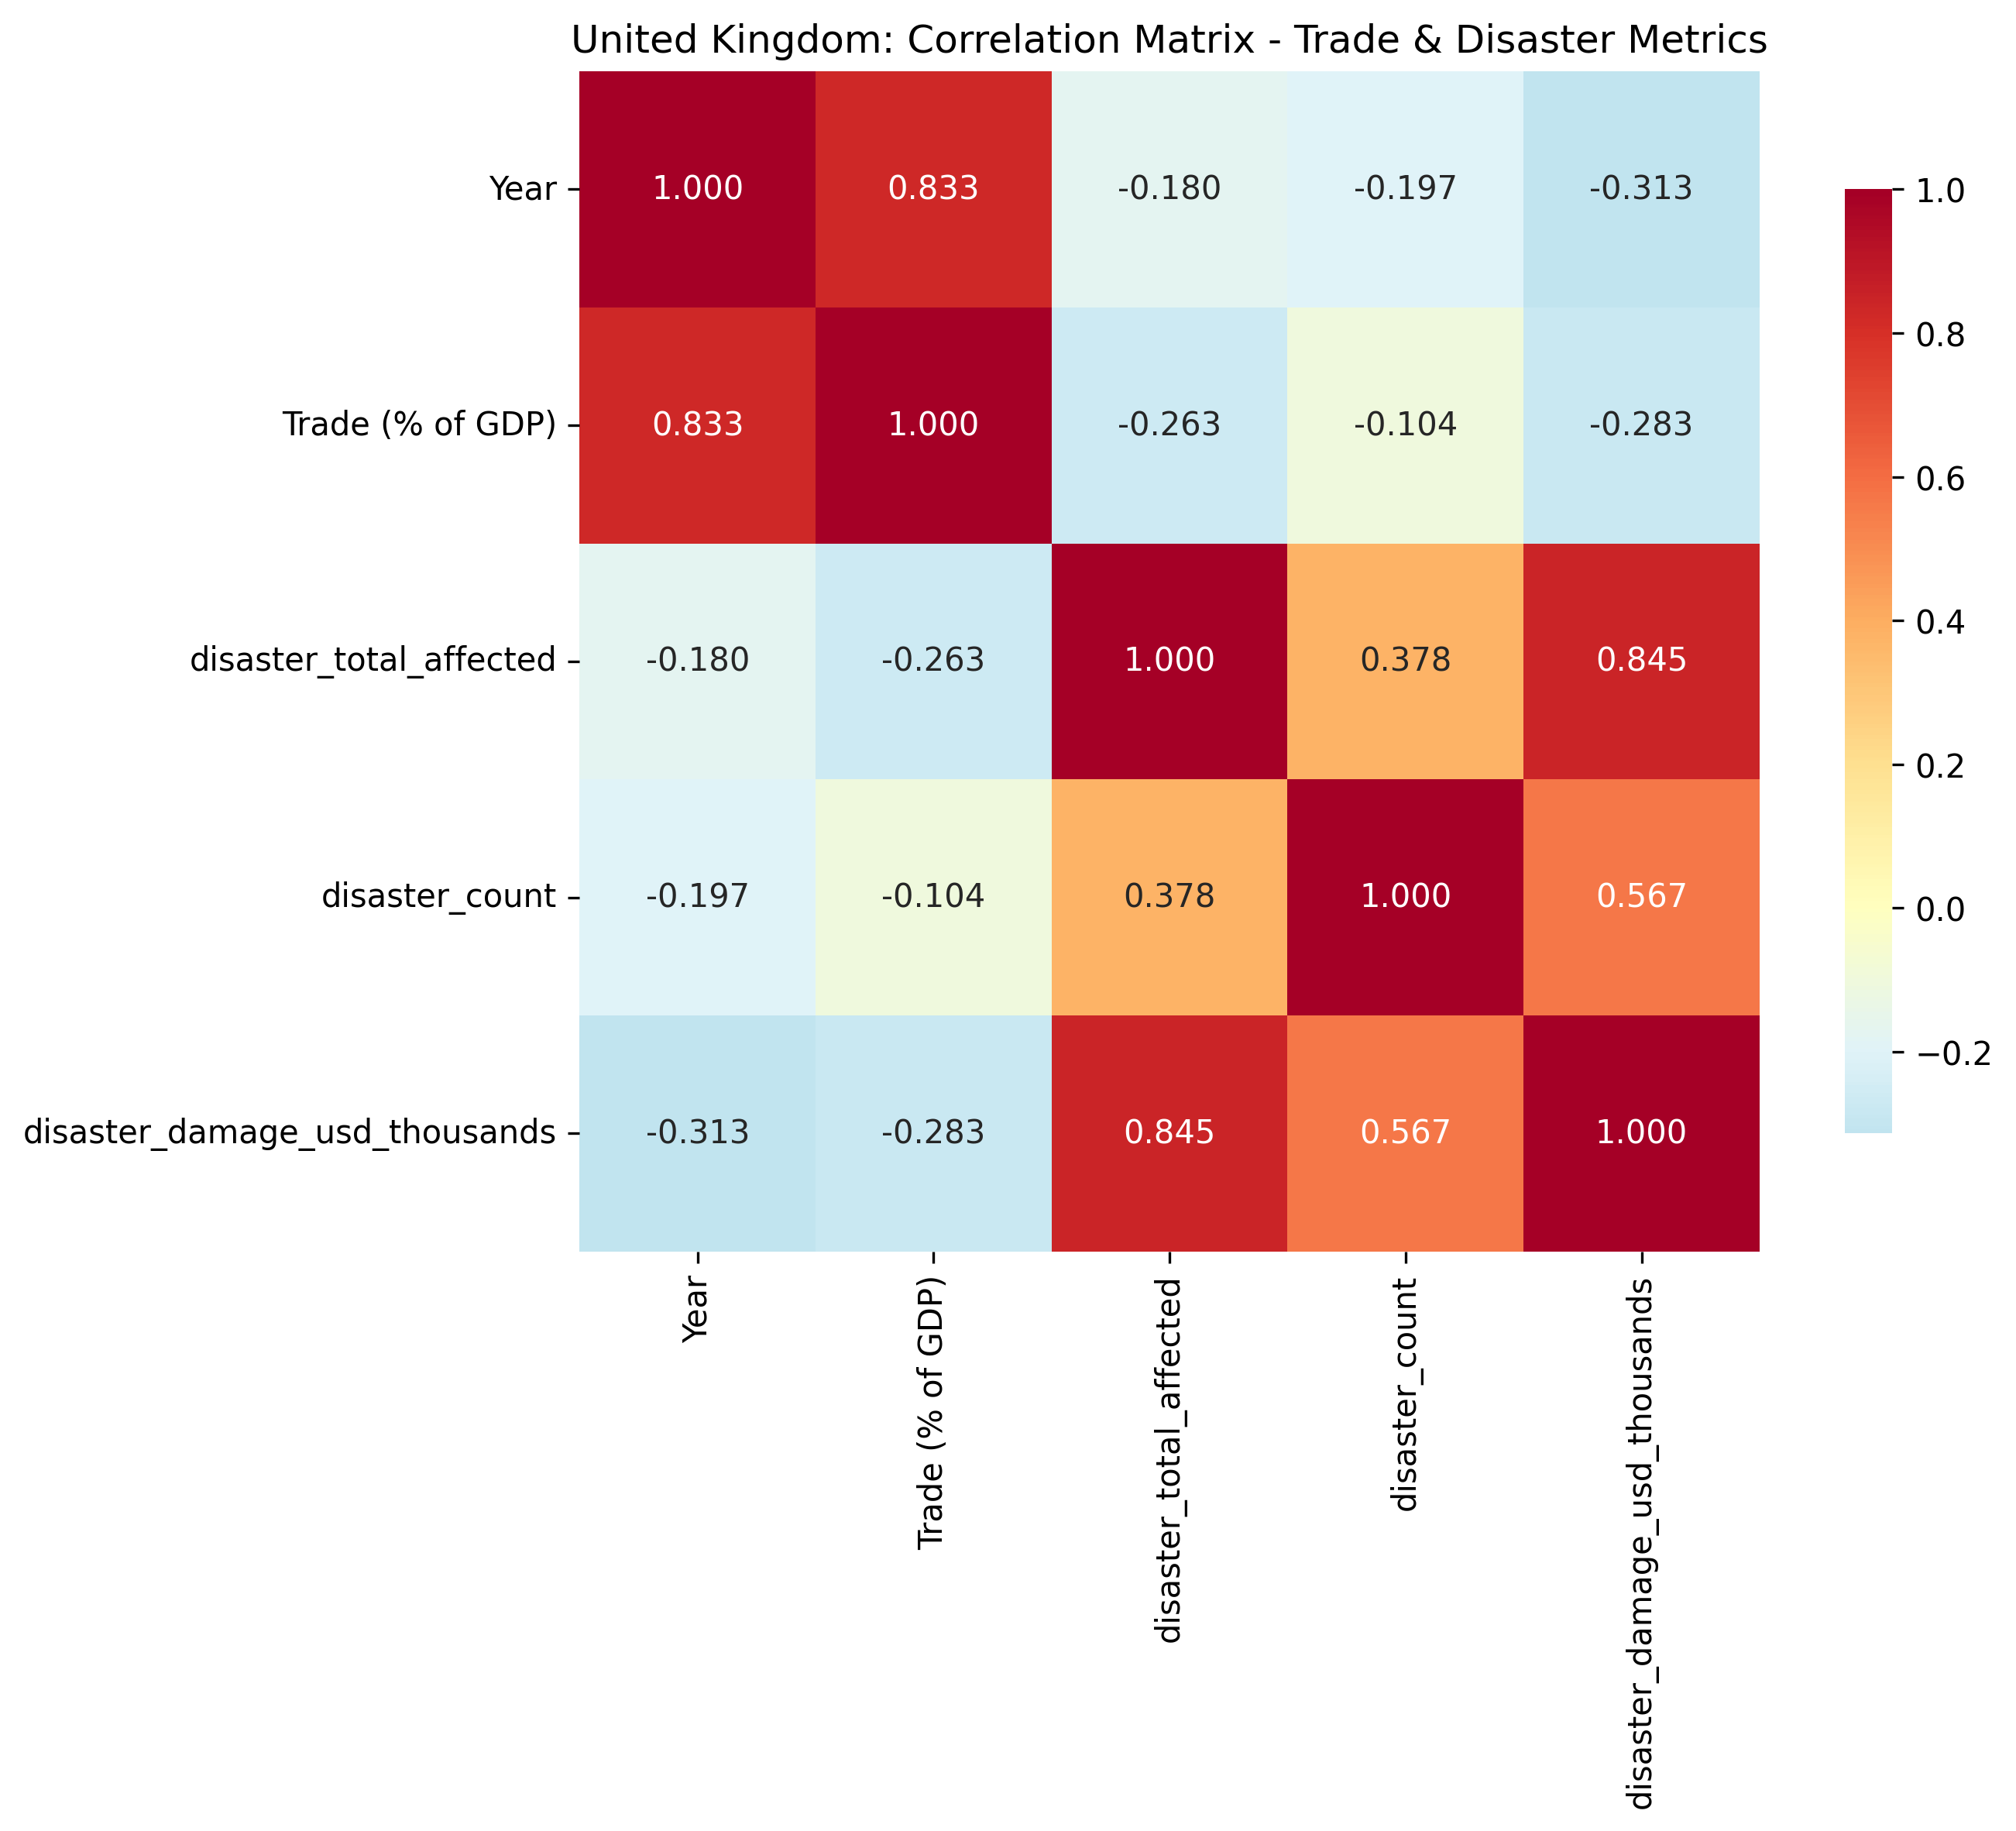 United Kingdom: Correlation Matrix - Trade & Disaster Metrics
Year 1.000 0.833 -0.180 -0.197 -0.313
Trade (% of GDP) 0.833 1.000 -0.263 -0.104 -0.283
disaster_total_affected -0.180 -0.263 1.000 0.378 0.845
disaster_count -0.197 -0.104 0.378 1.000 0.567
disaster_damage_usd_thousands -0.313 -0.283 0.845 0.567 1.000
Year
Trade (% of GDP)
disaster_total_affected
disaster_count
disaster_damage_usd_thousands
1.0
0.8
0.6
0.4
0.2
0.0
−0.2